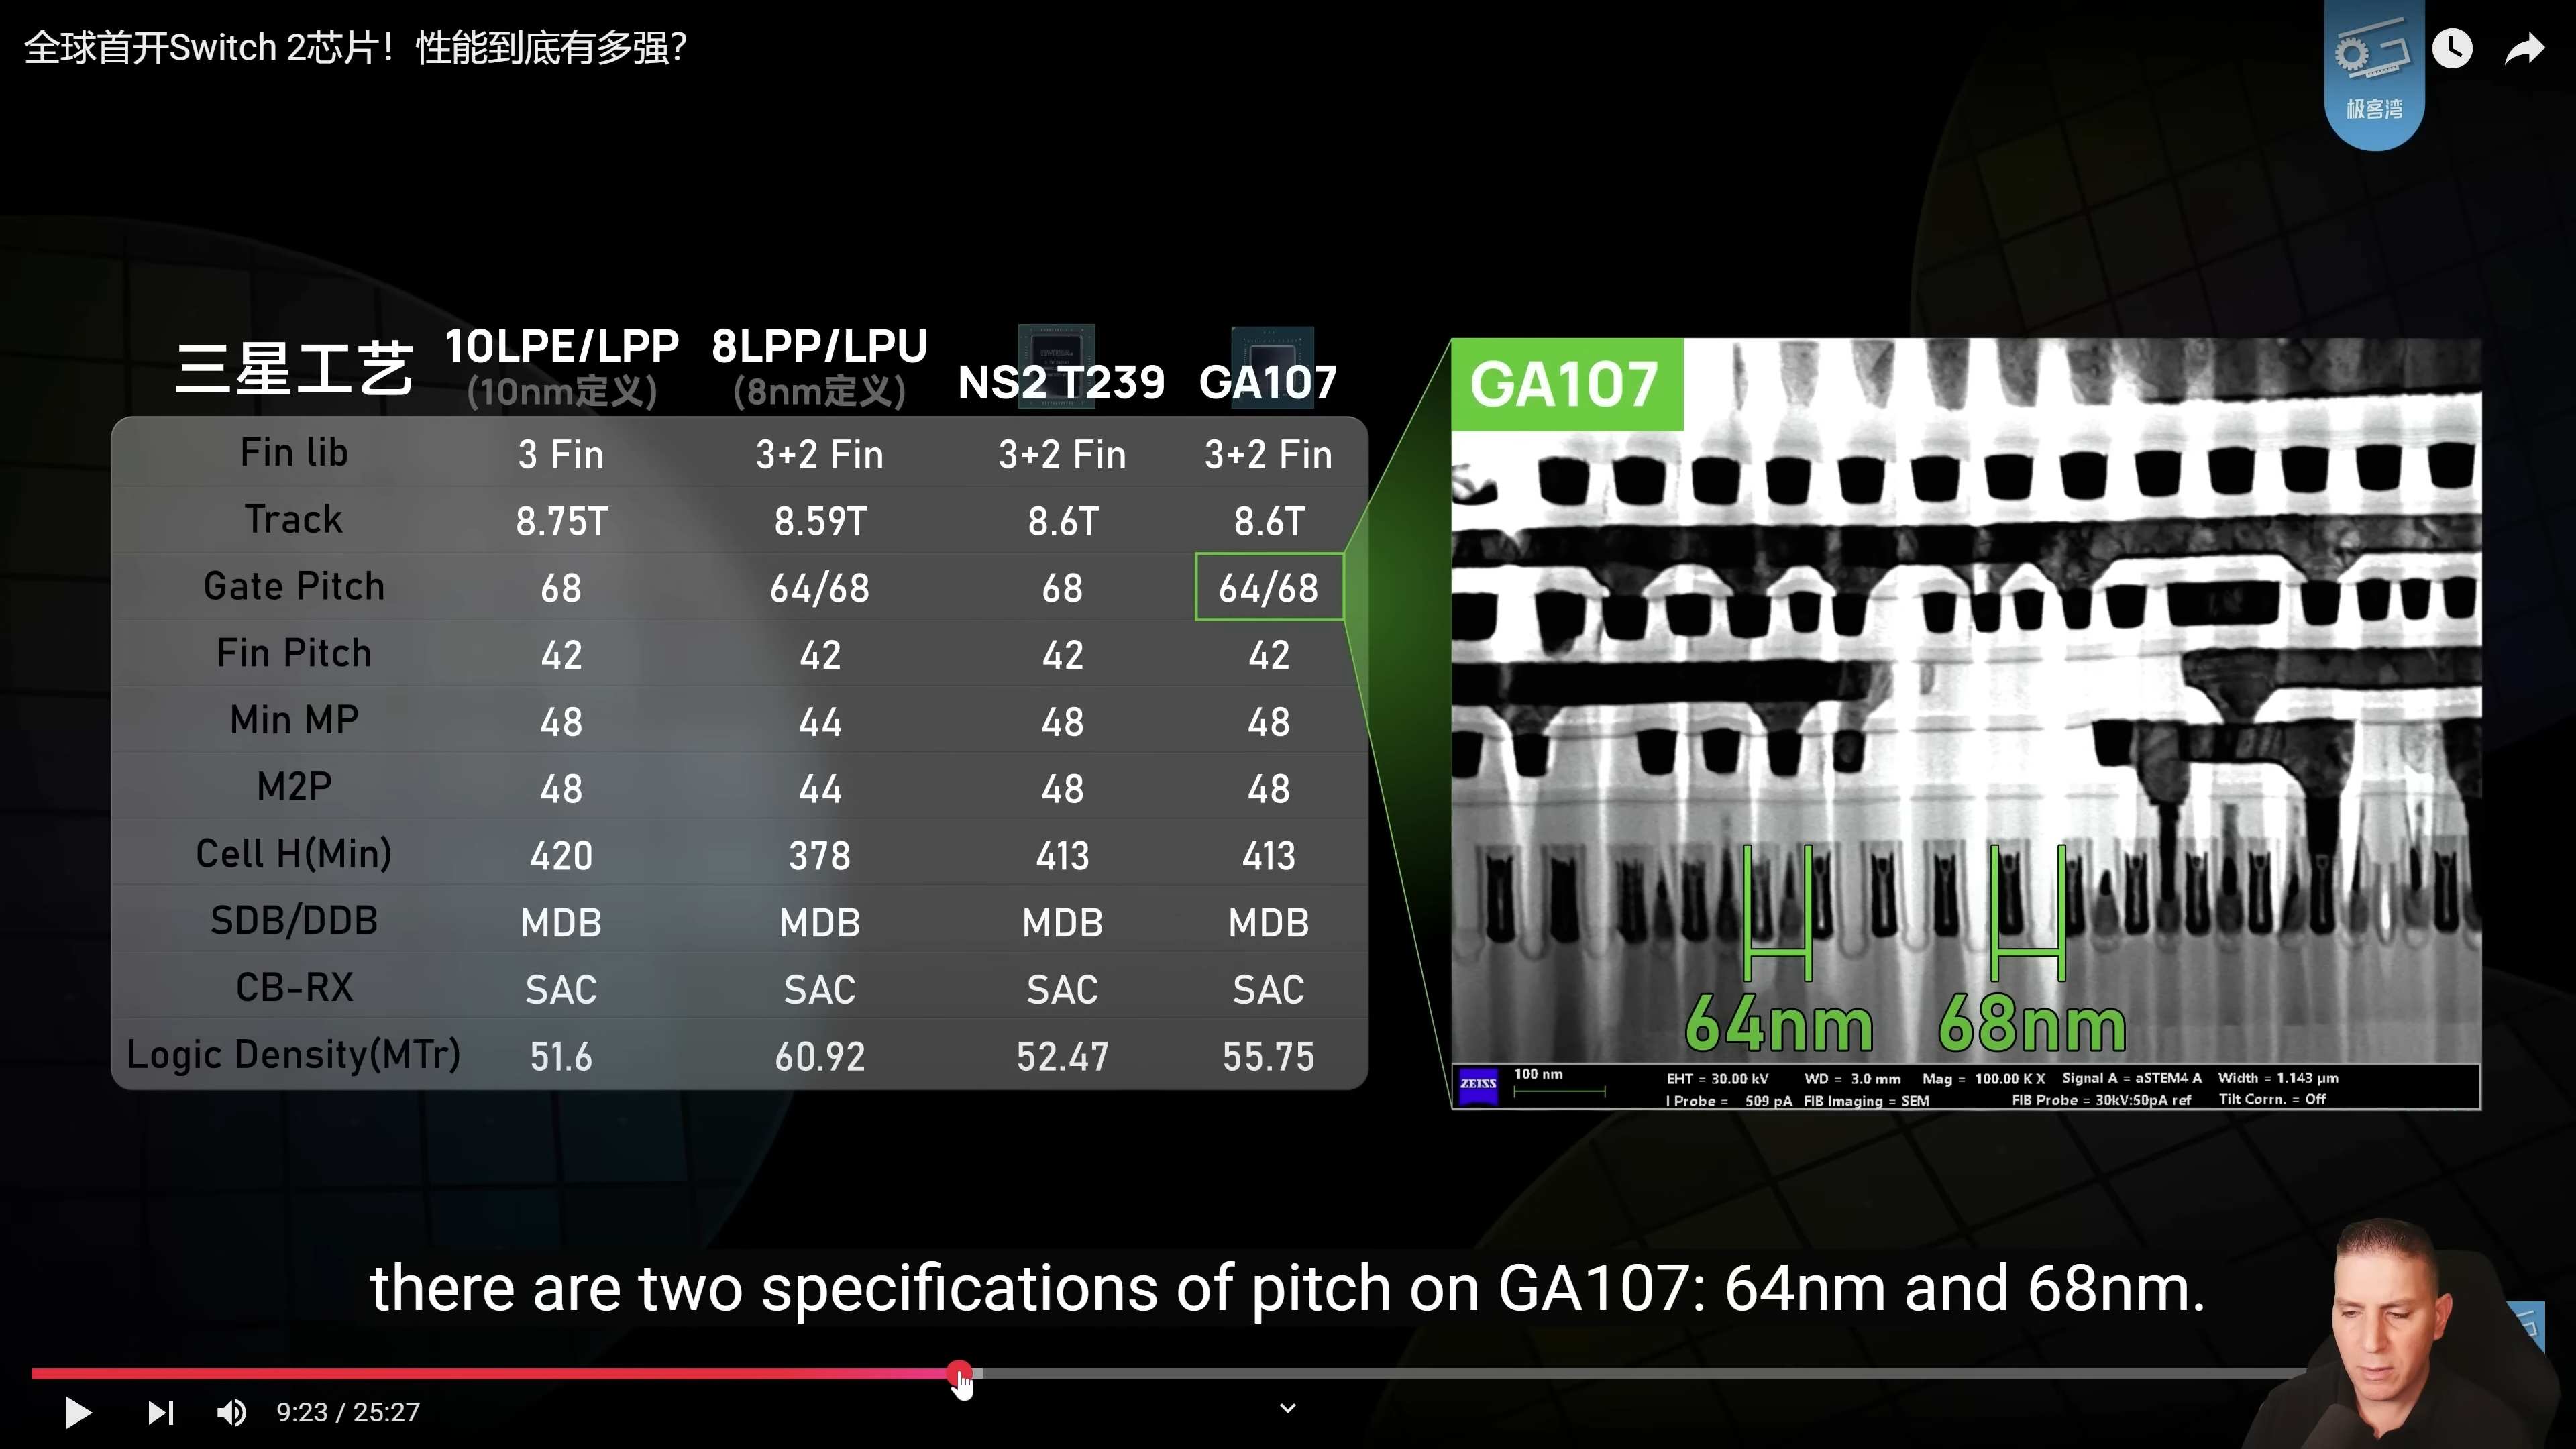 全球首开Switch 2芯片！性能到底有多强？
极客湾
三星工艺 10LPE/LPP (10nm定义) 8LPP/LPU (8nm定义) NS2 T239 GA107
Fin lib 3 Fin 3+2 Fin 3+2 Fin 3+2 Fin
Track 8.75T 8.59T 8.6T 8.6T
Gate Pitch 68 64/68 68 64/68
Fin Pitch 42 42 42 42
Min MP 48 44 48 48
M2P 48 44 48 48
Cell H(Min) 420 378 413 413
SDB/DDB MDB MDB MDB MDB
CB-RX SAC SAC SAC SAC
Logic Density(MTr) 51.6 60.92 52.47 55.75
GA107
64nm 68nm
ZEISS 100 nm EHT = 30.00 kV WD = 3.0 mm Mag = 100.00 K X Signal A = aSTEM4 A Width = 1.143 µm
I Probe = 509 pA FIB Imaging = SEM FIB Probe = 30kV:50pA ref Tilt Corrn. = Off
there are two specifications of pitch on GA107: 64nm and 68nm.
9:23 / 25:27